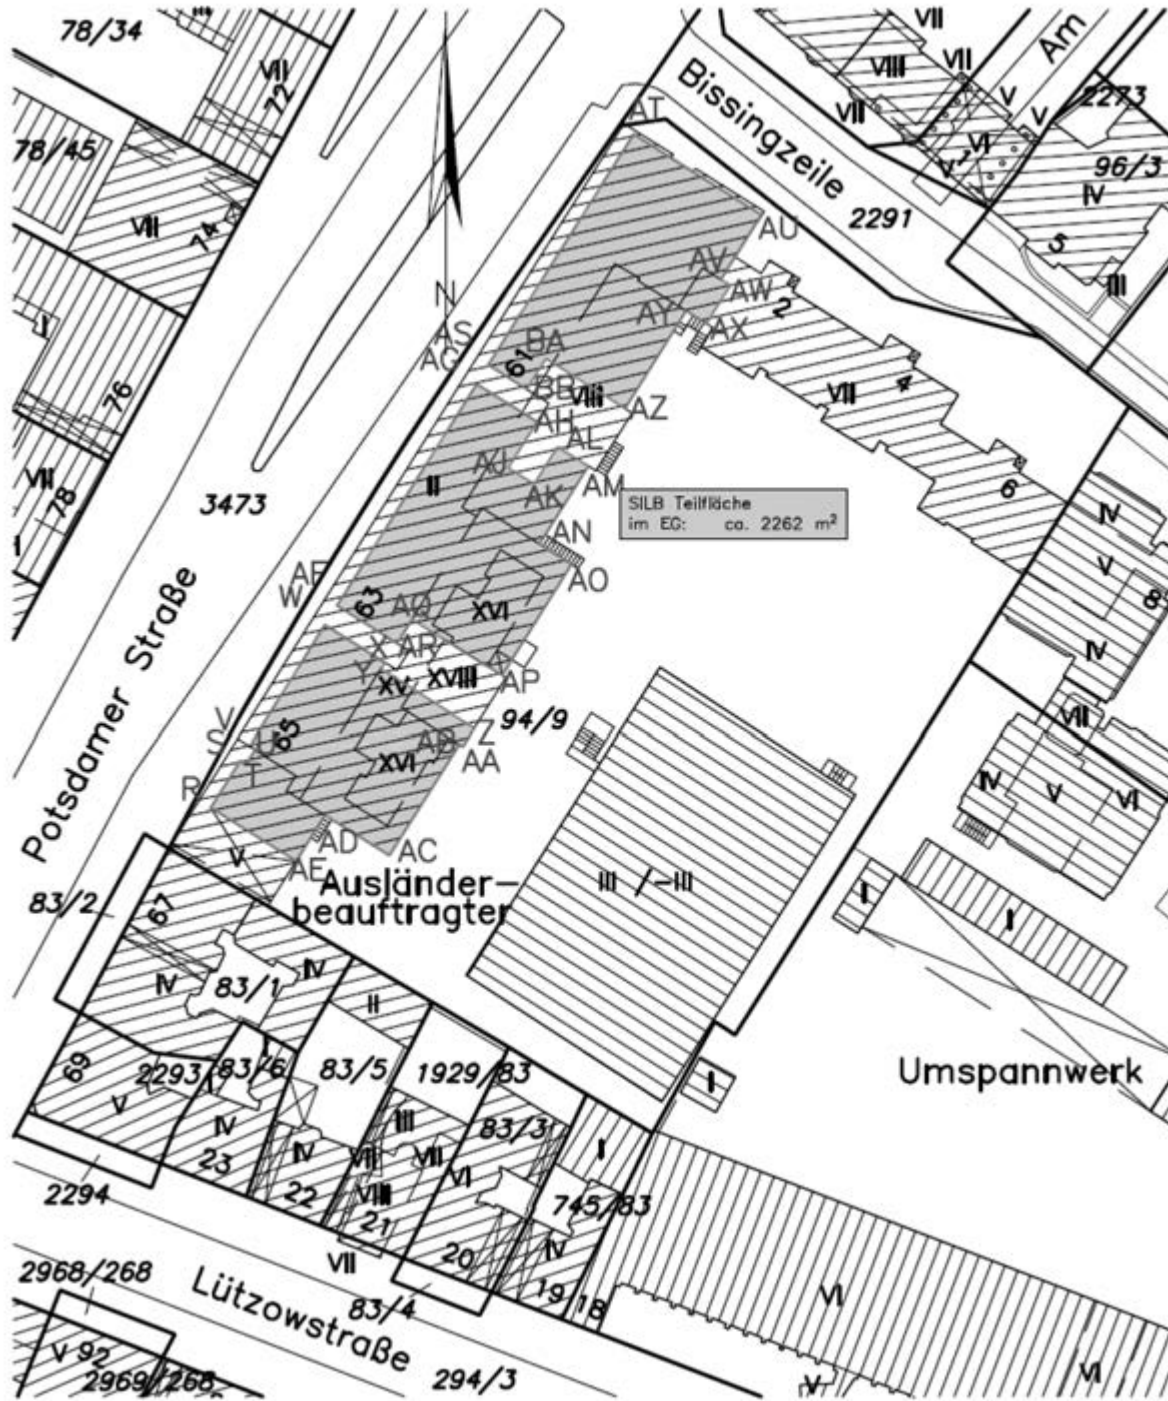 78/34
III
VII
72
78/45
VII
74
I
76
VII
78
3473
Potsdamer Straße
N
AS
AG
AT
Bissingzeile
2291
VII
VII
VIII
VII
Am
V
V
2273
VI
V
96/3
IV
5
III
AU
AV
AW
AY
AX
2
BA
61
BB
VIII
AZ
AH
AL
4
VII
AJ
II
AK
AM
6
SILB Teilfläche
im EG: ca. 2262 m²
AN
AO
AF
W
63
AQ
XVI
X
AR
Y
XV
XVIII
AP
94/9
V
S
U
65
T
R
AB
Z
AA
XVI
AD
AC
AE
V
Ausländer–
beauftragter
III /–III
IV
V
IV
VII
IV
V
VI
I
I
83/2
67
IV
IV
83/1
II
69
2293
83/6
83/5
1929/83
I
Umspannwerk
V
IV
23
IV
22
III
VII
VII
VIII
21
VI
83/3
I
745/83
20
IV
19
18
VII
2294
83/4
Lützowstraße
2968/268
V
92
2969/268
294/3
VI
VI
V